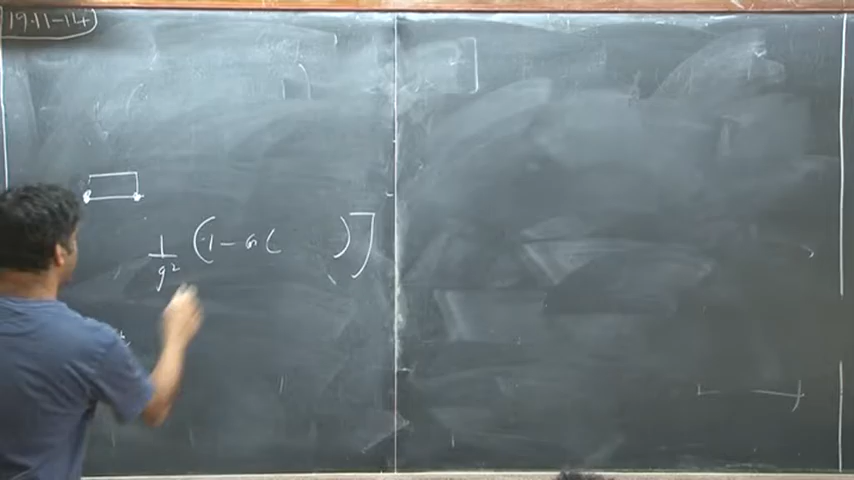 19.11-14
1/g² (1 - 6 ( ) ]